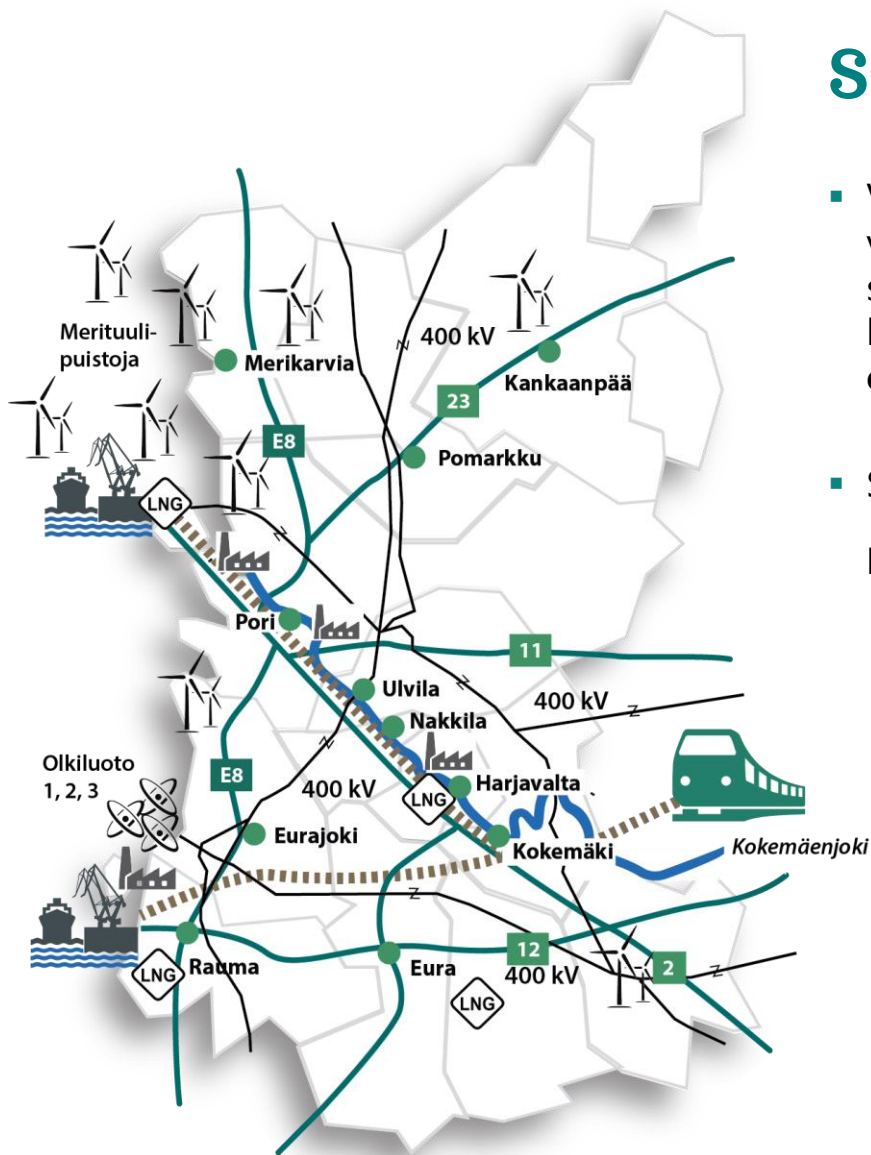 S
Merituuli-
puistoja
Merikarvia
400 kV
Kankaanpää
23
E8
Pomarkku
LNG
Pori
11
Ulvila
400 kV
Nakkila
Olkiluoto
1, 2, 3
E8
400 kV
Harjavalta
LNG
Eurajoki
Kokemäki
Kokemäenjoki
Rauma
Eura
12
400 kV
2
LNG
LNG